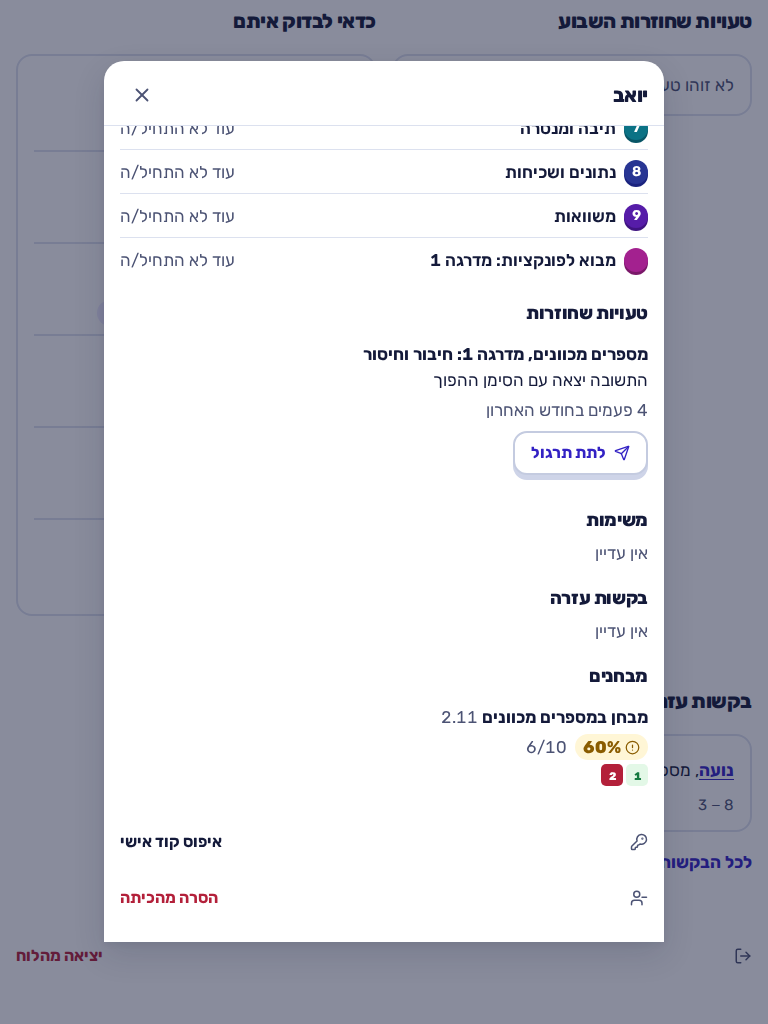 טעויות שחוזרות השבוע
כדאי לבדוק איתם
לא זוהו
יואב
7 תיבה ומנסרה עוד לא התחיל/ה
8 נתונים ושכיחות עוד לא התחיל/ה
9 משוואות עוד לא התחיל/ה
מבוא לפונקציות: מדרגה 1 עוד לא התחיל/ה
טעויות שחוזרות
מספרים מכוונים, מדרגה 1: חיבור וחיסור
התשובה יצאה עם הסימן ההפוך
4 פעמים בחודש האחרון
לתת תרגול
משימות
אין עדיין
בקשות עזרה
אין עדיין
מבחנים
מבחן במספרים מכוונים 2.11
60% 6/10
1 2
איפוס קוד אישי
הסרה מהכיתה
בקשות
נועה,
3 – 8
לכל הבקשות
יציאה מהלוח